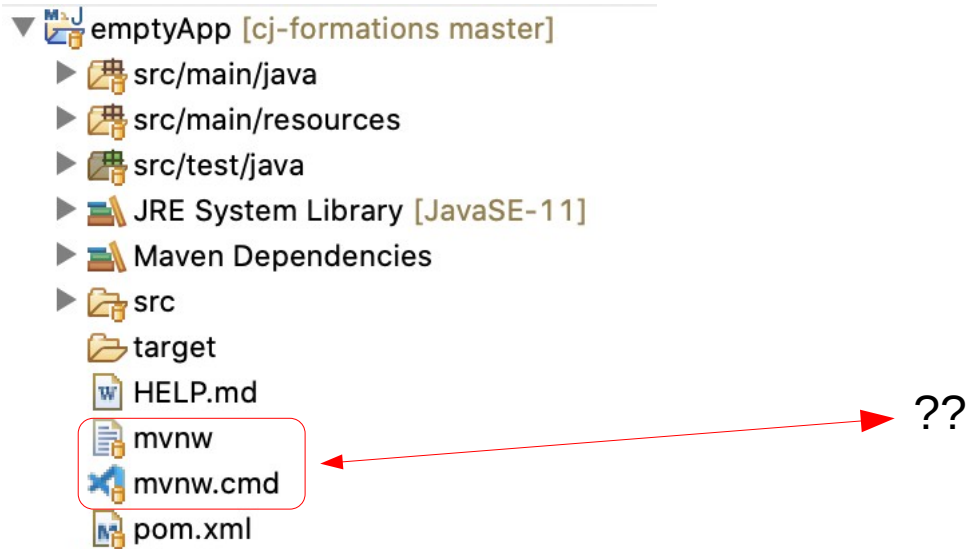 emptyApp [cj-formations master]
src/main/java
src/main/resources
src/test/java
JRE System Library [JavaSE-11]
Maven Dependencies
src
target
HELP.md
mvnw
??
mvnw.cmd
pom.xml